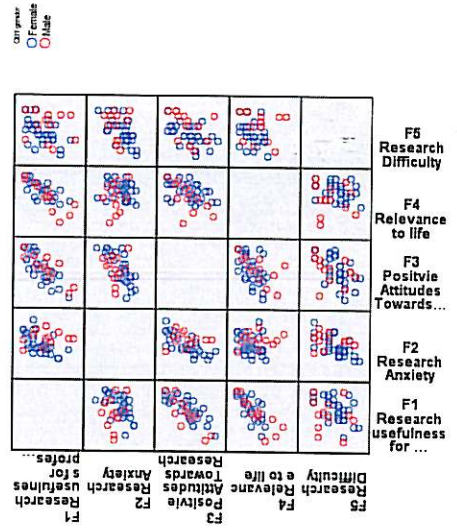 Female
Male
F5
Research
Difficulty
F4
Relevance
to life
F3
Positvie
Attitudes
Towards...
F2
Research
Anxiety
F1
Research
usefulness
for ...
F1
Research
usefulnes
s for
profes...
F2
Research
Anxiety
F3
Positvie
Attitudes
Towards
Research
F4
Relevanc
e to life
F5
Research
Difficulty